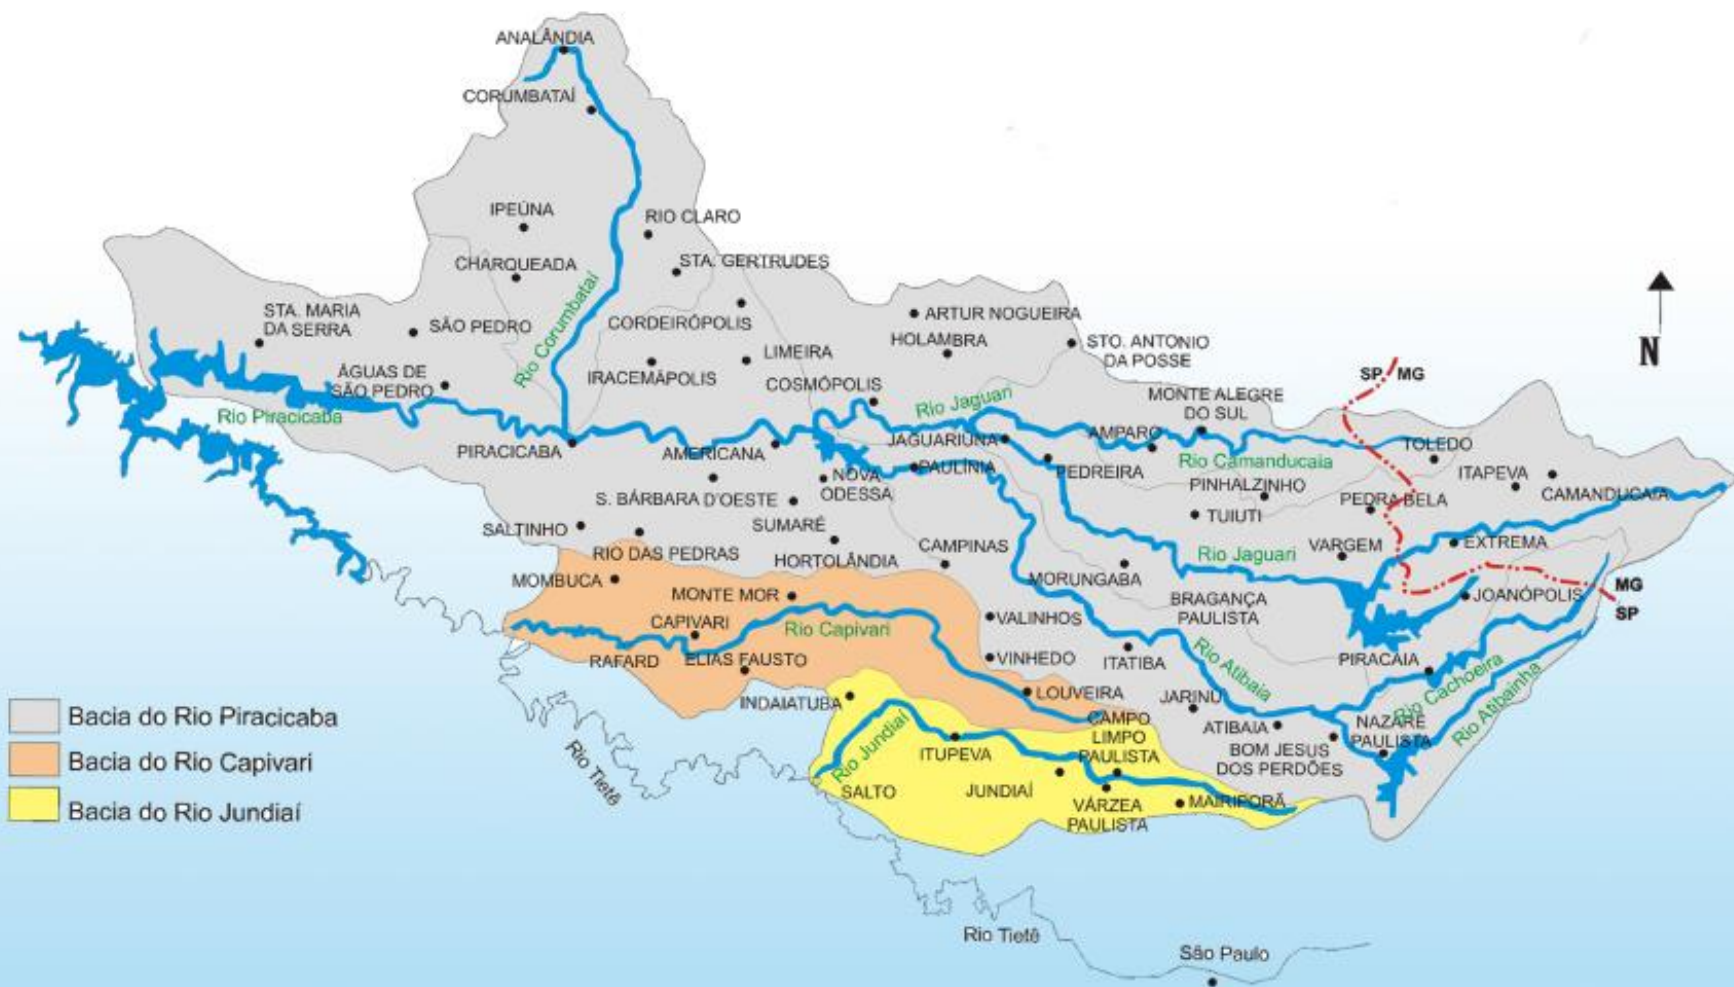 ANALÂNDIA
CORUMBATAÍ
IPEÚNA
RIO CLARO
CHARQUEADA
STA. GERTRUDES
Rio Corumbataí
STA. MARIA
DA SERRA
SÃO PEDRO
CORDEIRÓPOLIS
ARTUR NOGUEIRA
HOLAMBRA
STO. ANTONIO
DA POSSE
N
ÁGUAS DE
SÃO PEDRO
IRACEMÁPOLIS
LIMEIRA
COSMÓPOLIS
SP
MG
MONTE ALEGRE
DO SUL
Rio Piracicaba
Rio Jaguari
PIRACICABA
AMERICANA
JAGUARIÚNA
AMPARO
TOLEDO
Rio Camanducaia
NOVA
ODESSA
PAULÍNIA
PEDREIRA
PINHALZINHO
ITAPEVA
CAMANDUCAIA
PEDRA BELA
S. BÁRBARA D'OESTE
SUMARÉ
TUIUTI
SALTINHO
RIO DAS PEDRAS
HORTOLÂNDIA
CAMPINAS
Rio Jaguari
VARGEM
EXTREMA
MOMBUCA
MONTE MOR
MORUNGABA
BRAGANÇA
PAULISTA
JOANÓPOLIS
MG
SP
CAPIVARI
Rio Capivari
VALINHOS
RAFARD
ELIAS FAUSTO
VINHEDO
ITATIBA
Rio Atibaia
PIRACAIA
Rio Cachoeira
Rio Atibainha
INDAIATUBA
LOUVEIRA
JARINU
ATIBAIA
NAZARÉ
PAULISTA
CAMPO
LIMPO
PAULISTA
BOM JESUS
DOS PERDÕES
Rio Jundiaí
ITUPEVA
SALTO
JUNDIAÍ
VÁRZEA
PAULISTA
MAIRIPORÃ
Bacia do Rio Piracicaba
Bacia do Rio Capivari
Bacia do Rio Jundiaí
Rio Tietê
Rio Tietê
São Paulo